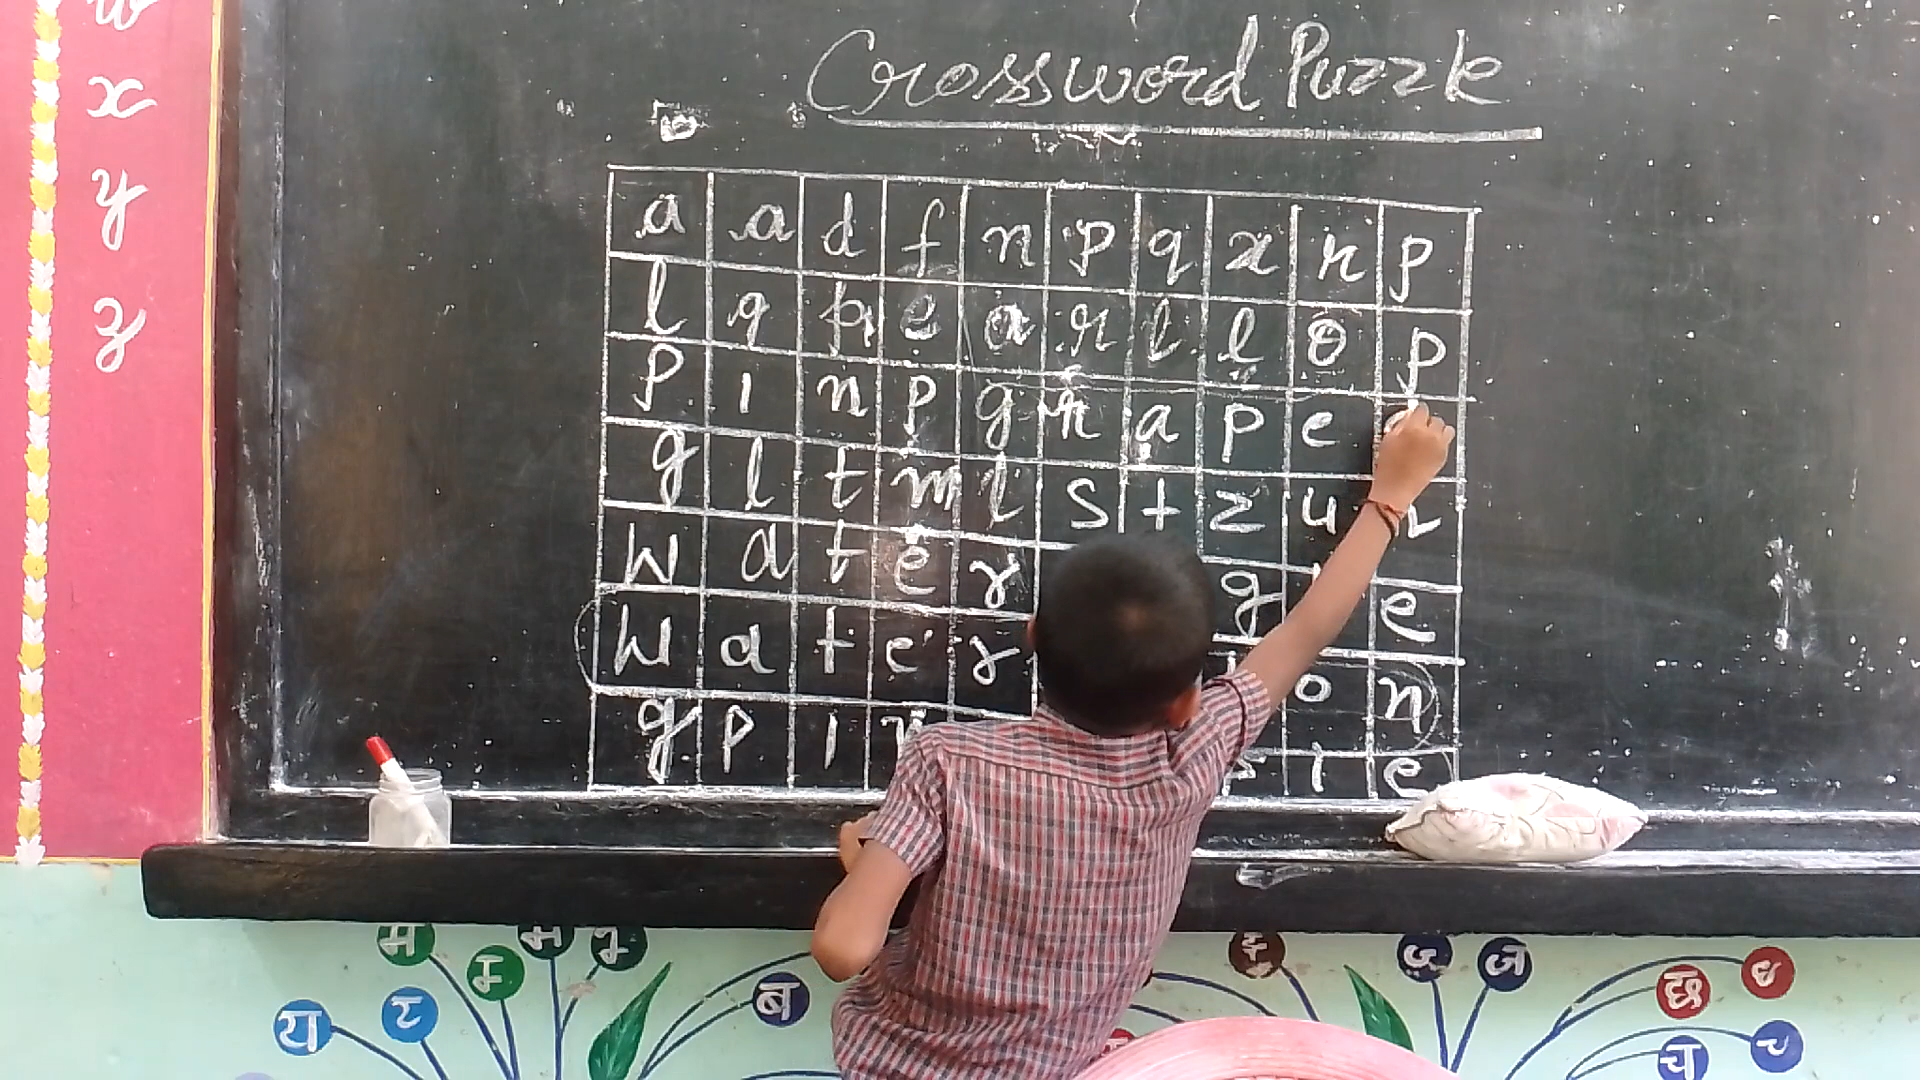 Crossword Puzzle
w
x
y
z
a a d f n p q x r p
l q p e a r l l o p
p i n p g r a p e
g l t m l s t z u r
w a t e r g e
w a t e r o n
g p i s i e
म
य
र
ब
ज
छ
च